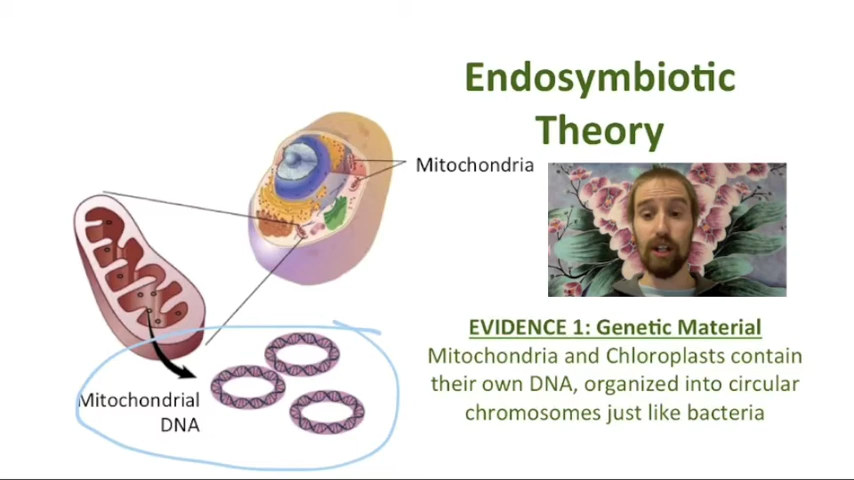 Endosymbiotic
Theory
Mitochondria
EVIDENCE 1: Genetic Material
Mitochondria and Chloroplasts contain
their own DNA, organized into circular
chromosomes just like bacteria
Mitochondrial
DNA